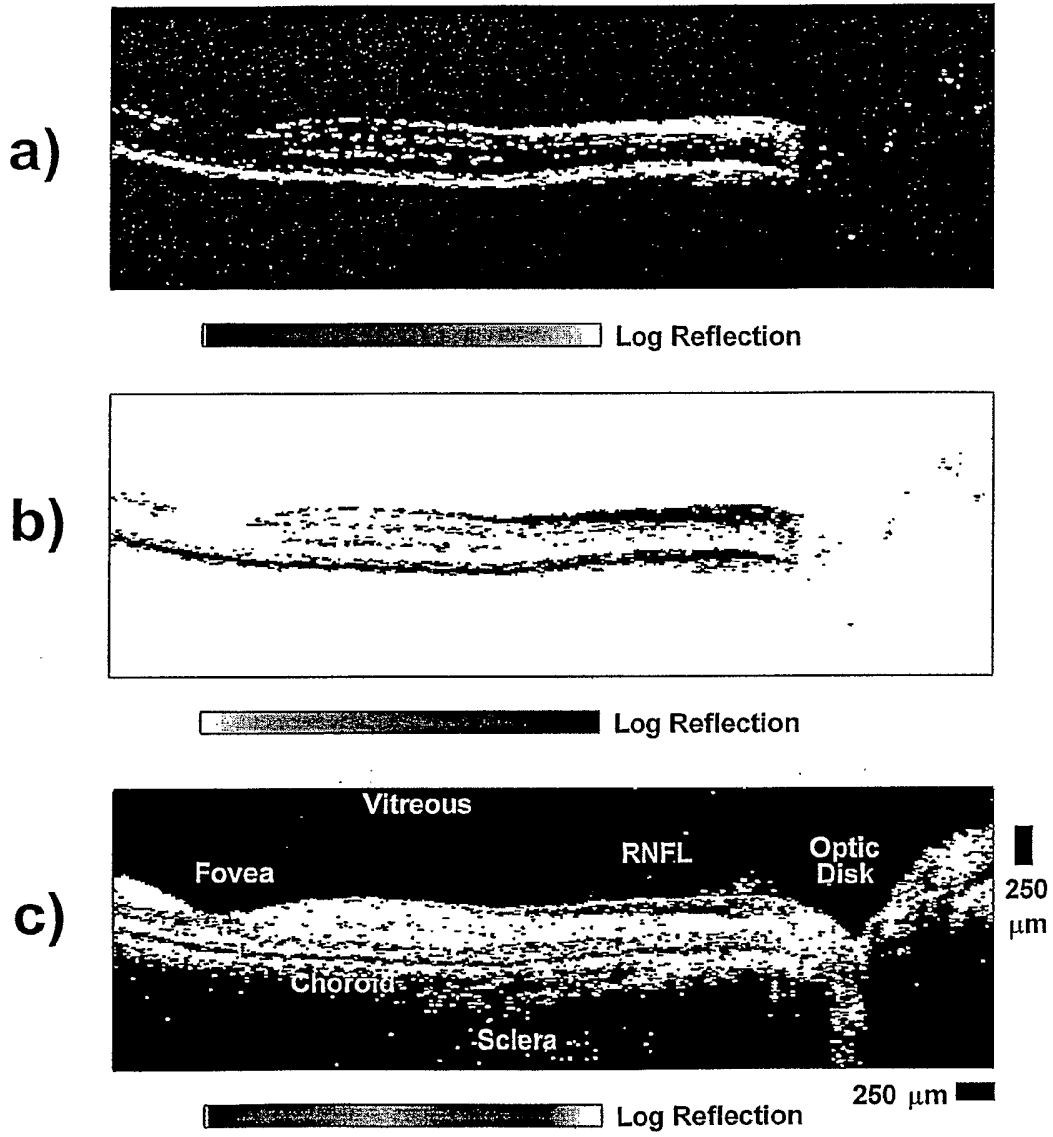 a)
Log Reflection
b)
Log Reflection
c)
Vitreous
Fovea
RNFL
Optic
Disk
Choroid
Sclera
250
μm
250 μm
Log Reflection